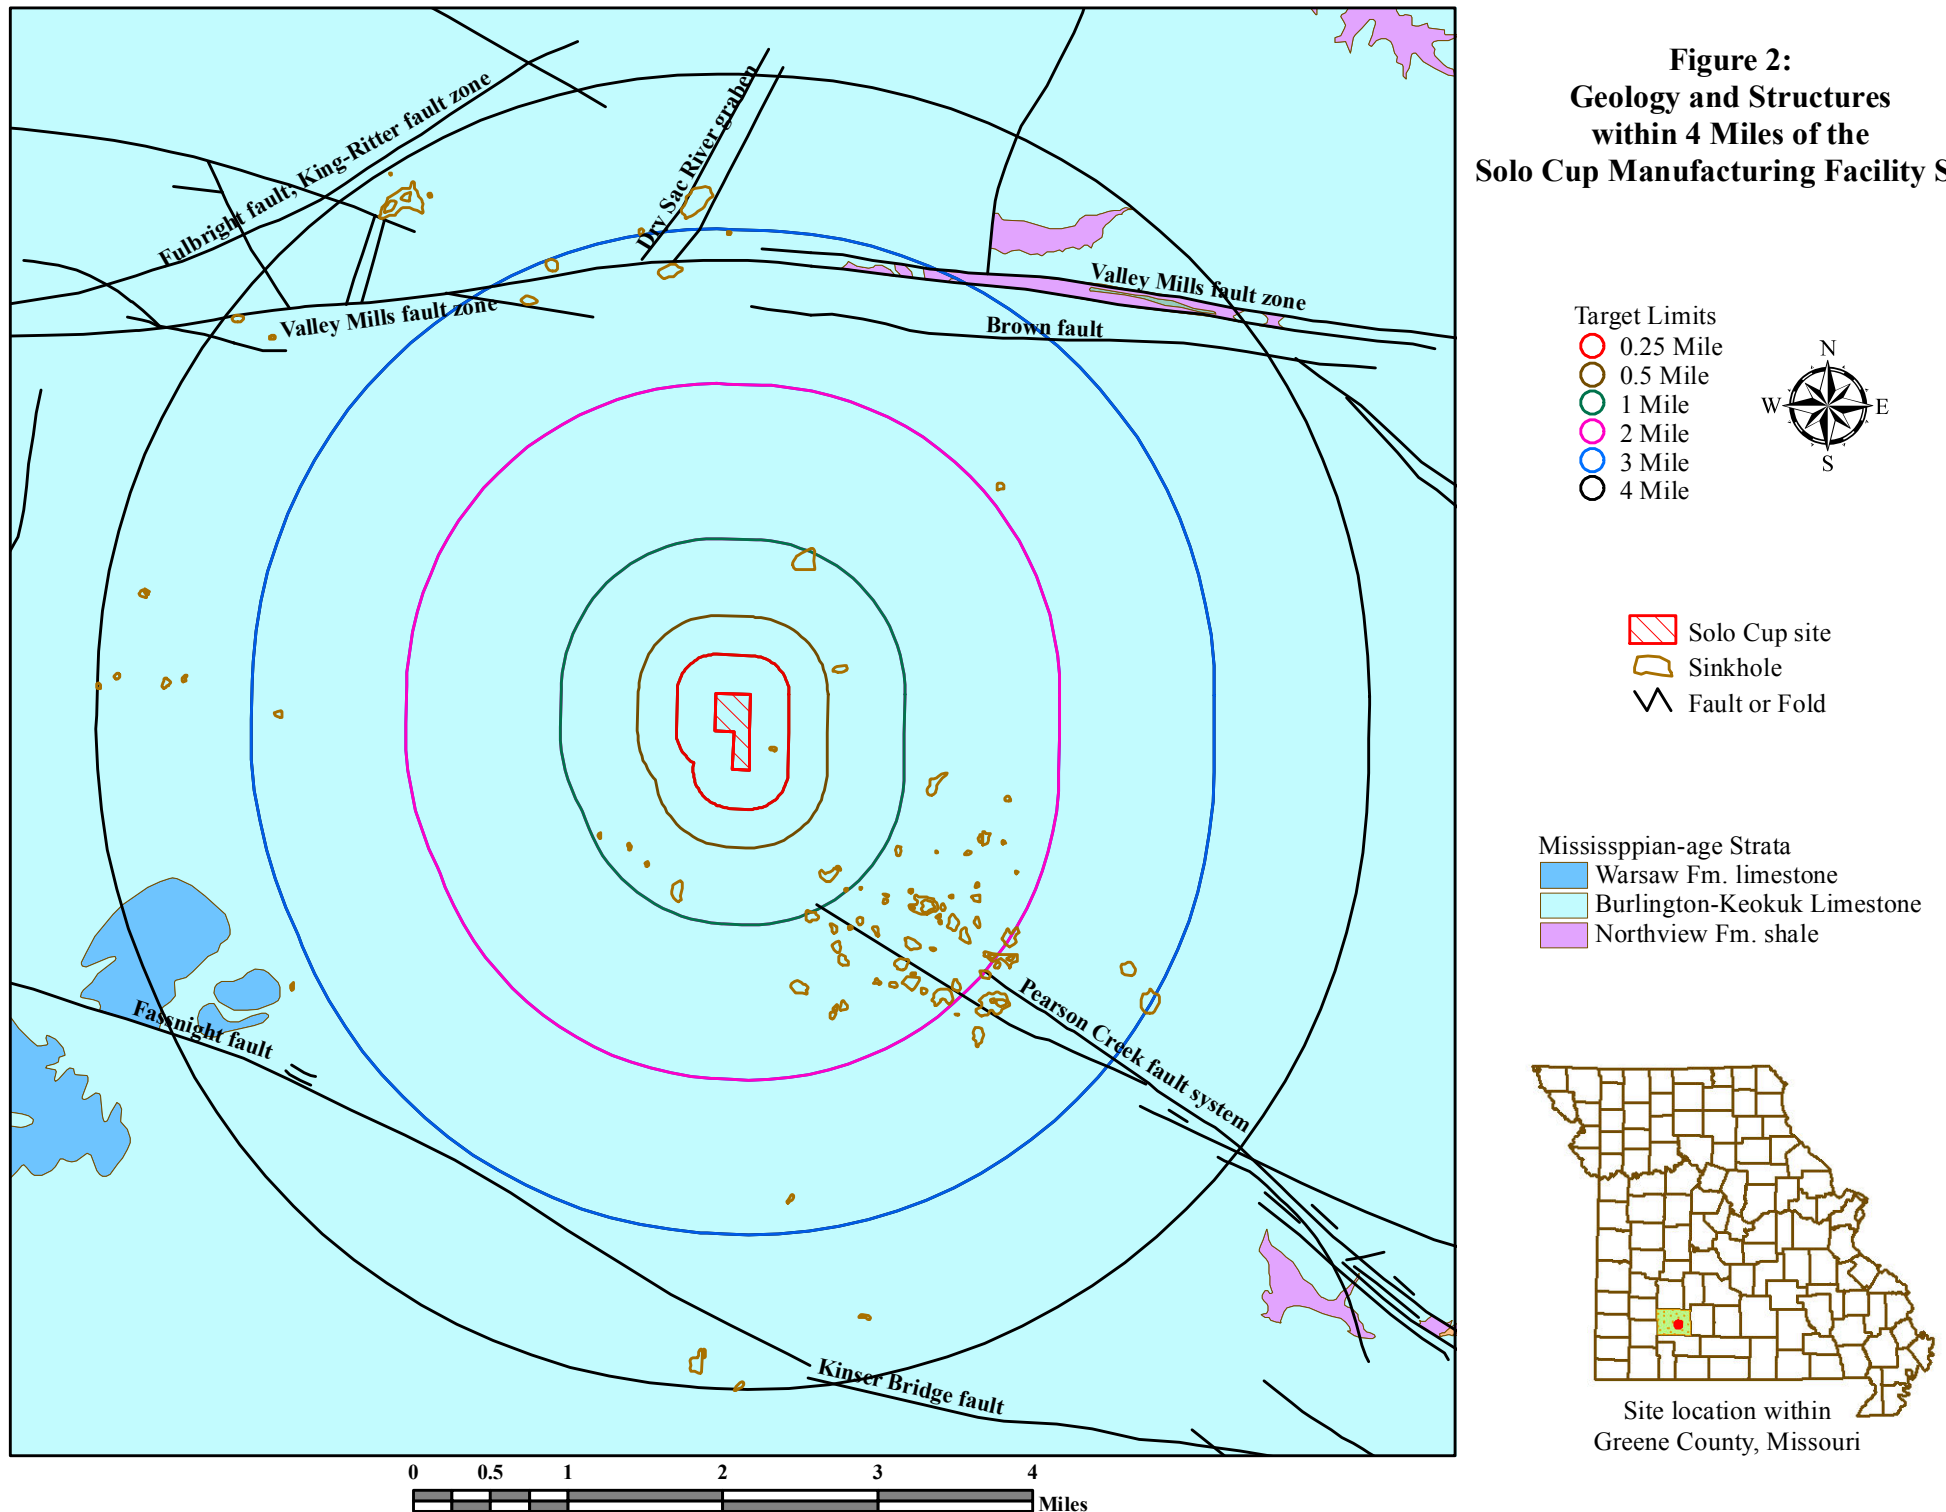 Figure 2:
Geology and Structures
within 4 Miles of the
Solo Cup Manufacturing Facility S
Fulbright fault; King-Ritter fault zone
Dry Sac River graben
Valley Mills fault zone
Valley Mills fault zone
Brown fault
Target Limits
0.25 Mile
0.5 Mile
1 Mile
2 Mile
3 Mile
4 Mile
N
W
E
S
Solo Cup site
Sinkhole
Fault or Fold
Mississppian-age Strata
Warsaw Fm. limestone
Burlington-Keokuk Limestone
Northview Fm. shale
Fassnight fault
Pearson Creek fault system
Kinser Bridge fault
Site location within
Greene County, Missouri
0 0.5 1 2 3 4
Miles